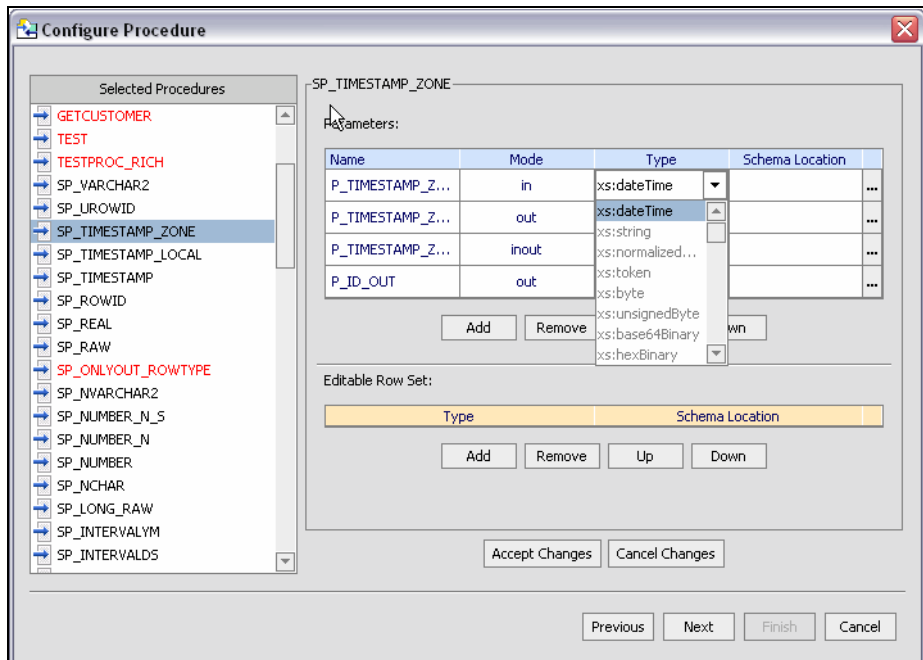 Configure Procedure
Selected Procedures
GETCUSTOMER
TEST
TESTPROC_RICH
SP_VARCHAR2
SP_UROWID
SP_TIMESTAMP_ZONE
SP_TIMESTAMP_LOCAL
SP_TIMESTAMP
SP_ROWID
SP_REAL
SP_RAW
SP_ONLYOUT_ROWTYPE
SP_NVARCHAR2
SP_NUMBER_N_S
SP_NUMBER_N
SP_NUMBER
SP_NCHAR
SP_LONG_RAW
SP_INTERVALYM
SP_INTERVALDS
SP_TIMESTAMP_ZONE
Parameters:
Name Mode Type Schema Location
P_TIMESTAMP_Z... in xs:dateTime ...
P_TIMESTAMP_Z... out ...
P_TIMESTAMP_Z... inout ...
P_ID_OUT out ...
xs:dateTime
xs:string
xs:normalized...
xs:token
xs:byte
xs:unsignedByte
xs:base64Binary
xs:hexBinary
Add Remove wn
Editable Row Set:
Type Schema Location
Add Remove Up Down
Accept Changes Cancel Changes
Previous Next Finish Cancel